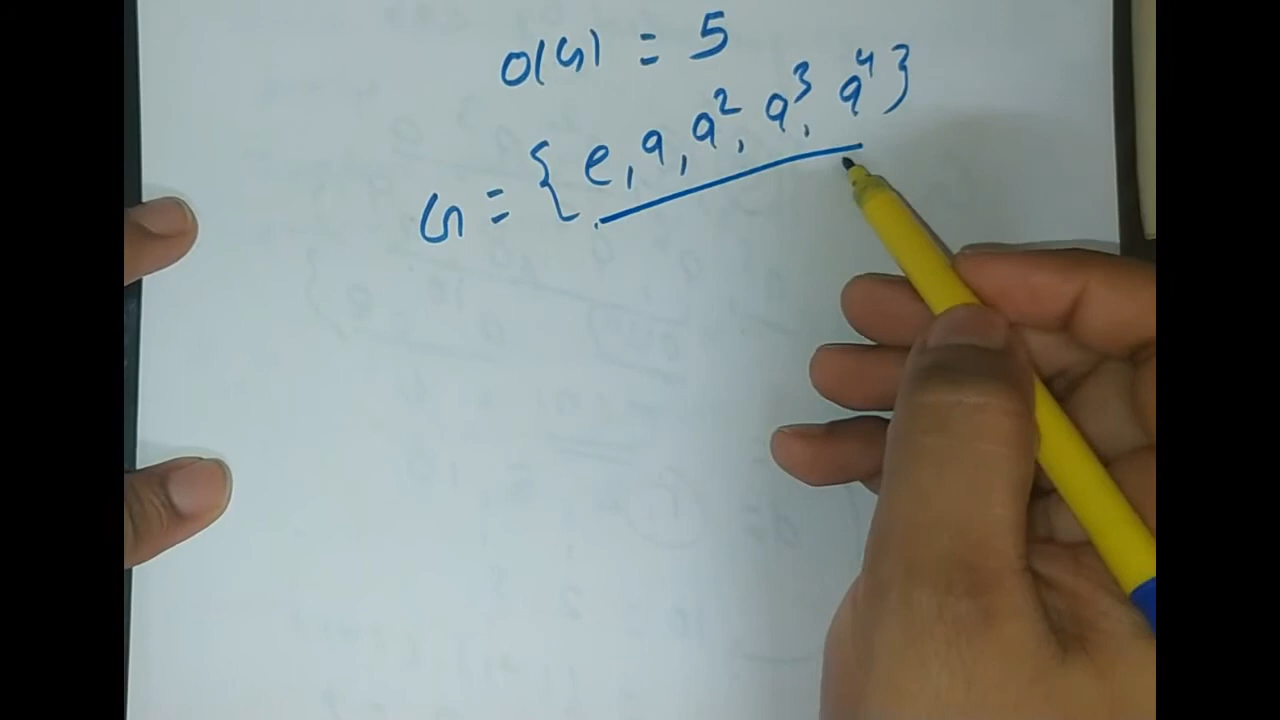 O(G) = 5
G = {e, a, a², a³, a⁴}